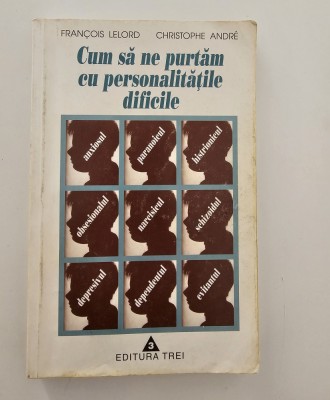 FRANÇOIS LELORD CHRISTOPHE ANDRÉ
Cum să ne purtăm
cu personalitățile
dificile
anxiosul paranoicul histrionicul
obsesionalul narcisicul schizoidul
depresivul dependentul evitantul
3
EDITURA TREI